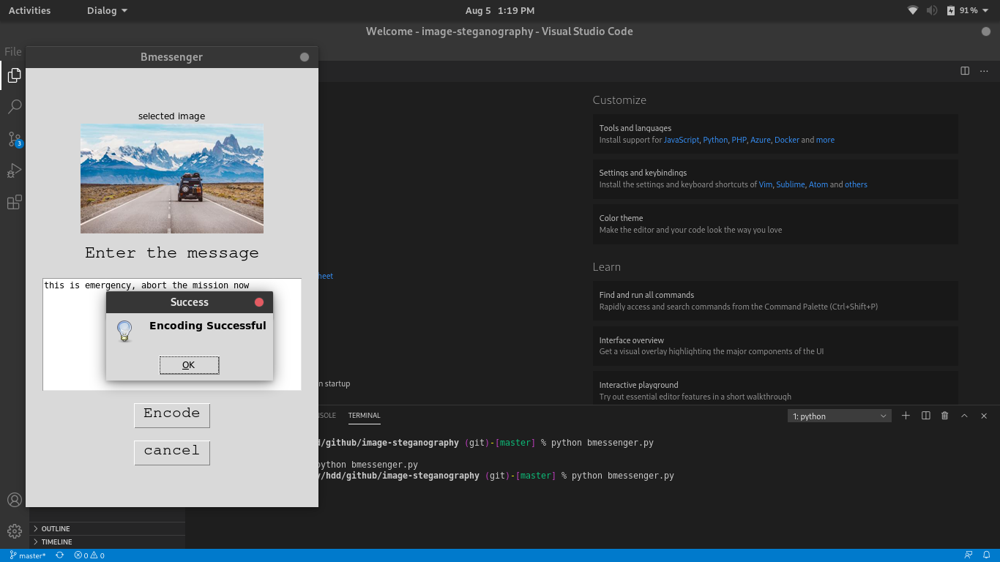 Activities
Dialog
Aug 5 1:19 PM
91%
Welcome - image-steganography - Visual Studio Code
File
Bmessenger
selected image
Enter the message
this is emergency, abort the mission now
Success
Encoding Successful
OK
Encode
cancel
3
Customize
Tools and languages
Install support for JavaScript, Python, PHP, Azure, Docker and more
Settings and keybindings
Install the settings and keyboard shortcuts of Vim, Sublime, Atom and others
Color theme
Make the editor and your code look the way you love
Learn
Find and run all commands
Rapidly access and search commands from the Command Palette (Ctrl+Shift+P)
Interface overview
Get a visual overlay highlighting the major components of the UI
Interactive playground
Try out essential editor features in a short walkthrough
heet
n startup
NSOLE TERMINAL
1: python
/github/image-steganography (git)-[master] % python bmessenger.py
python bmessenger.py
/hdd/github/image-steganography (git)-[master] % python bmessenger.py
OUTLINE
TIMELINE
master* 0 0